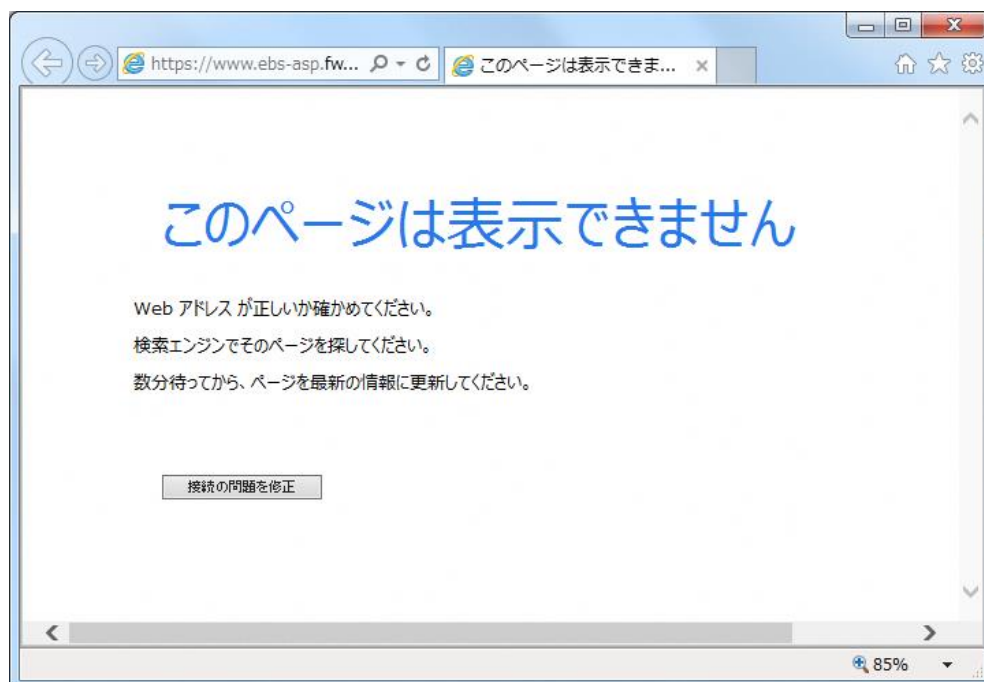 https://www.ebs-asp.fw...
このページは表示できま...
このページは表示できません
Web アドレス が正しいか確かめてください。
検索エンジンでそのページを探してください。
数分待ってから、ページを最新の情報に更新してください。
接続の問題を修正
85%